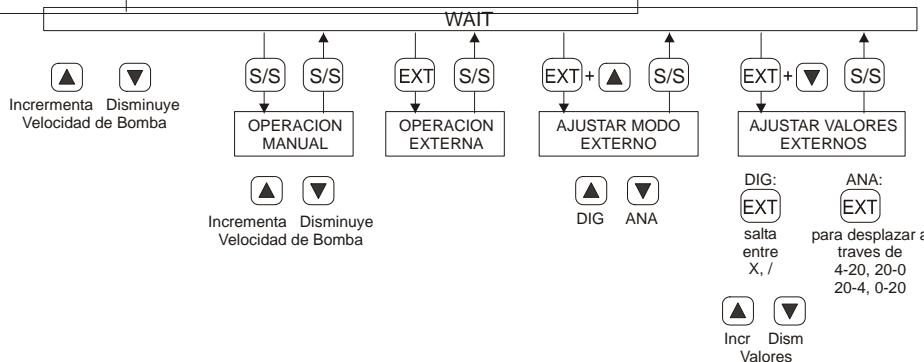 WAIT
S/S S/S EXT S/S EXT + S/S EXT + S/S
Incrementa Disminuye
Velocidad de Bomba
OPERACION
MANUAL
OPERACION
EXTERNA
AJUSTAR MODO
EXTERNO
AJUSTAR VALORES
EXTERNOS
Incrementa Disminuye
Velocidad de Bomba
DIG ANA
DIG:
EXT
salta
entre
X, /
ANA:
EXT
para desplazar a
traves de
4-20, 20-0
20-4, 0-20
Incr Dism
Valores